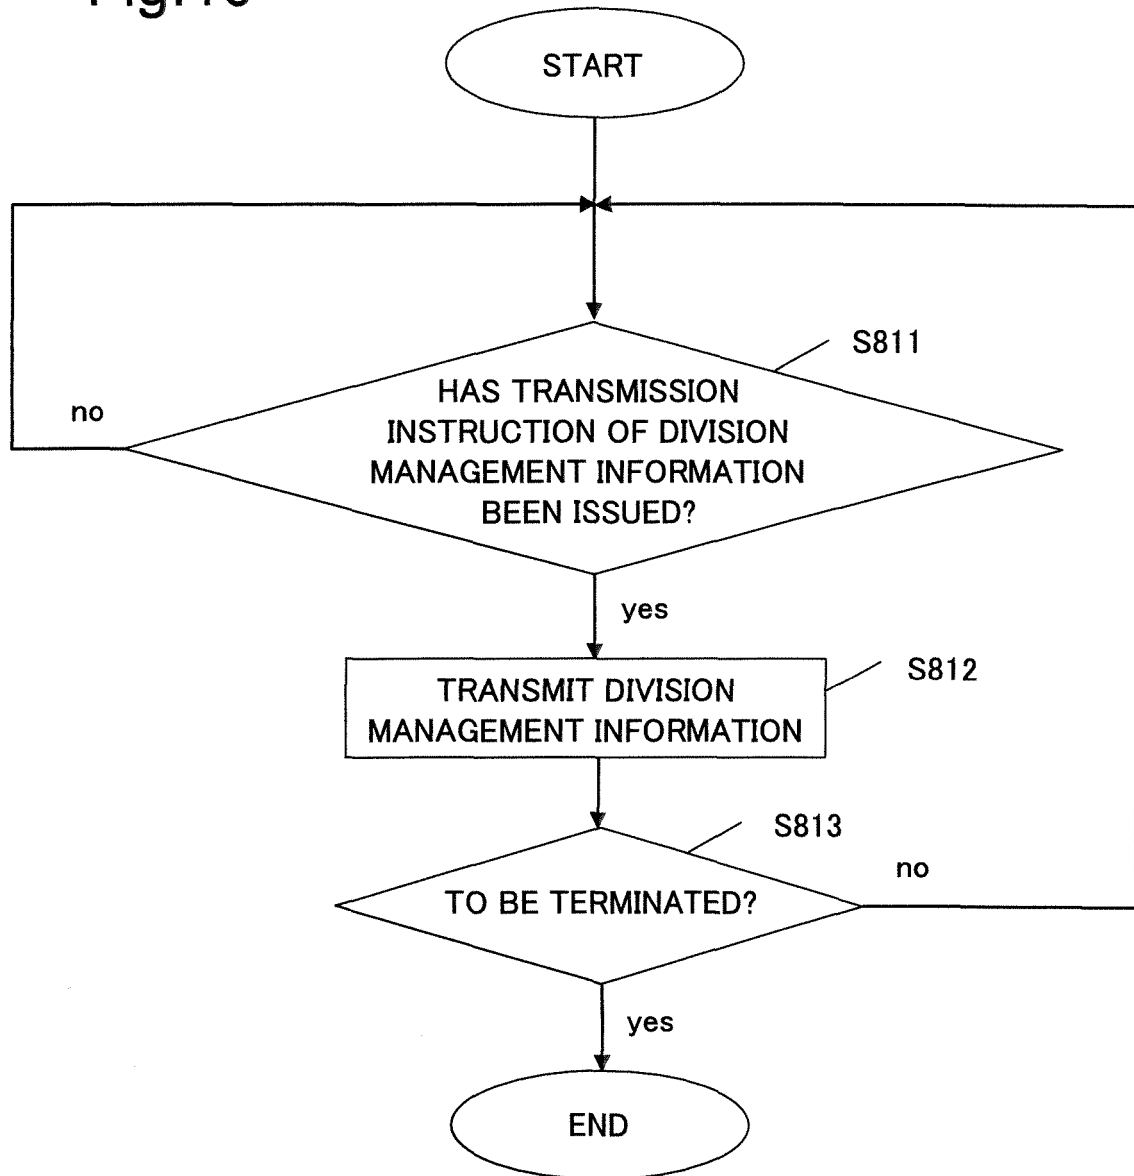 START
S811
HAS TRANSMISSION
INSTRUCTION OF DIVISION
MANAGEMENT INFORMATION
BEEN ISSUED?
no
yes
S812
TRANSMIT DIVISION
MANAGEMENT INFORMATION
S813
TO BE TERMINATED?
no
yes
END